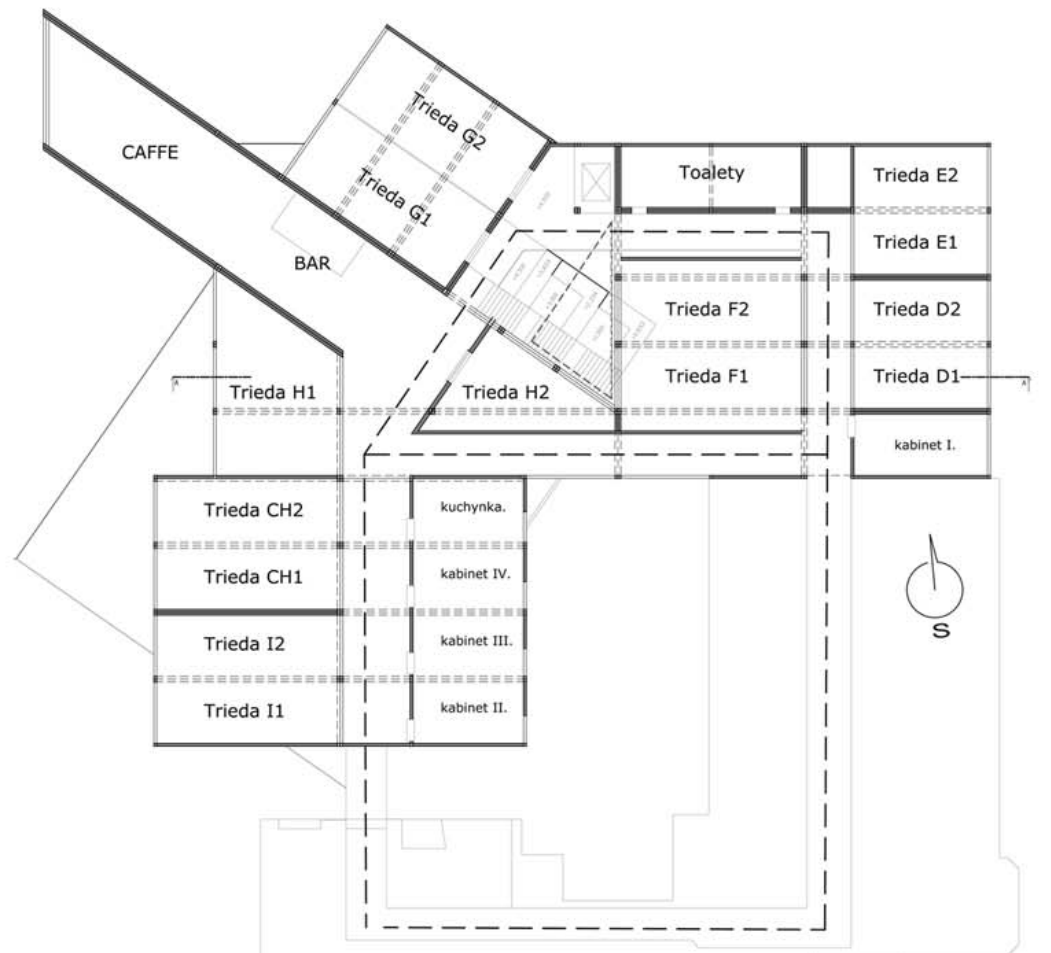 Trieda G2
CAFFE
Toalety
Trieda E2
Trieda G1
Trieda E1
BAR
Trieda F2
Trieda D2
A
Trieda H1
Trieda H2
Trieda F1
Trieda D1
A
kabinet I.
Trieda CH2
kuchynka.
Trieda CH1
kabinet IV.
S
Trieda I2
kabinet III.
Trieda I1
kabinet II.